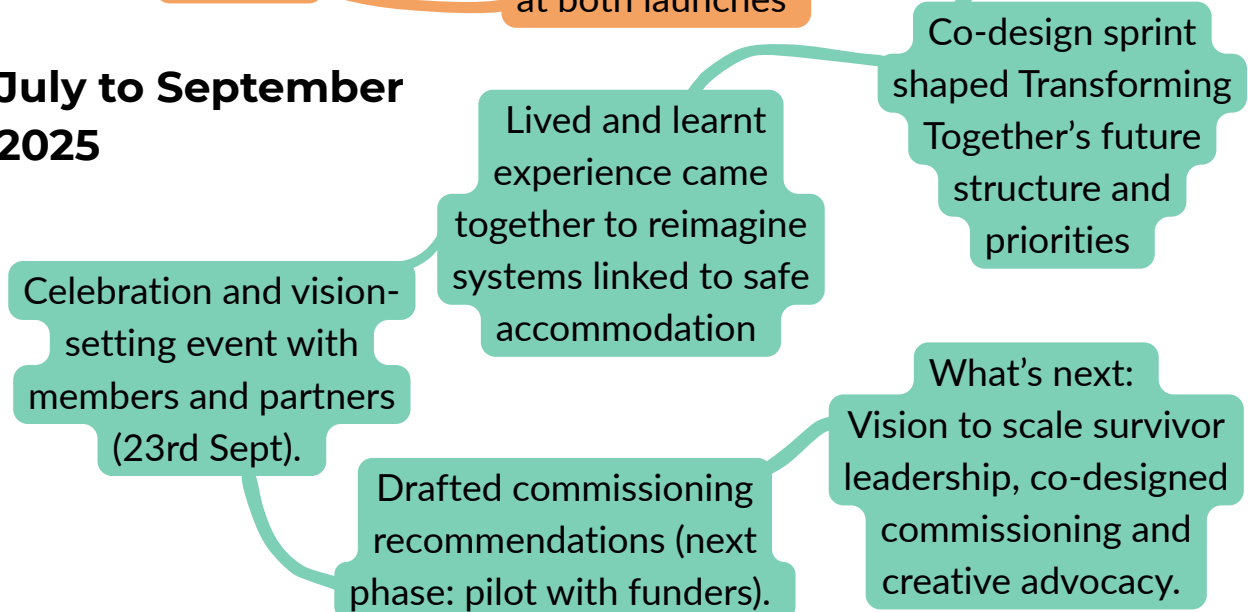 at both launches
July to September
2025
Co-design sprint
shaped Transforming
Together’s future
structure and
priorities
Lived and learnt
experience came
together to reimagine
systems linked to safe
accommodation
Celebration and vision-
setting event with
members and partners
(23rd Sept).
Drafted commissioning
recommendations (next
phase: pilot with funders).
What’s next:
Vision to scale survivor
leadership, co-designed
commissioning and
creative advocacy.